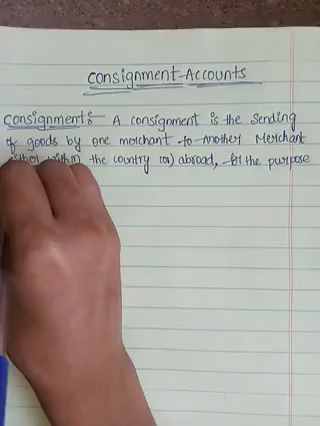 Consignment Accounts
Consignment:- A consignment is the sending
of goods by one merchant to another Merchant
either within the country (or) abroad, for the purpose